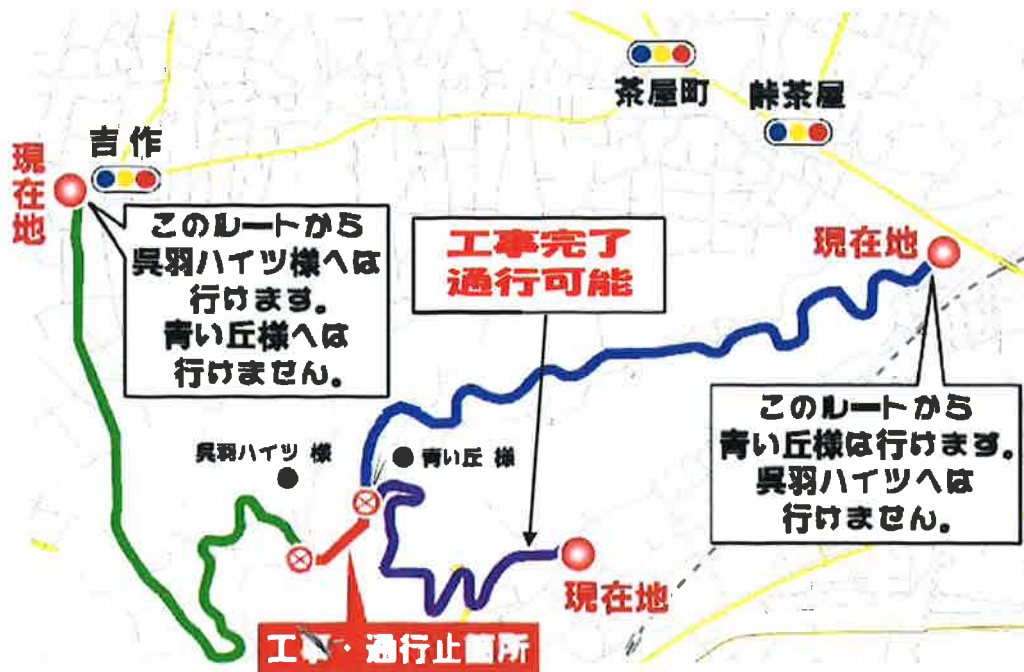 茶屋町
峠茶屋
吉作
現在地
このルートから
呉羽ハイツ様へは
行けます。
青い丘様へは
行けません。
工事完了
通行可能
現在地
このルートから
青い丘様は行けます。
呉羽ハイツへは
行けません。
呉羽ハイツ 様
青い丘 様
現在地
工事・通行止箇所